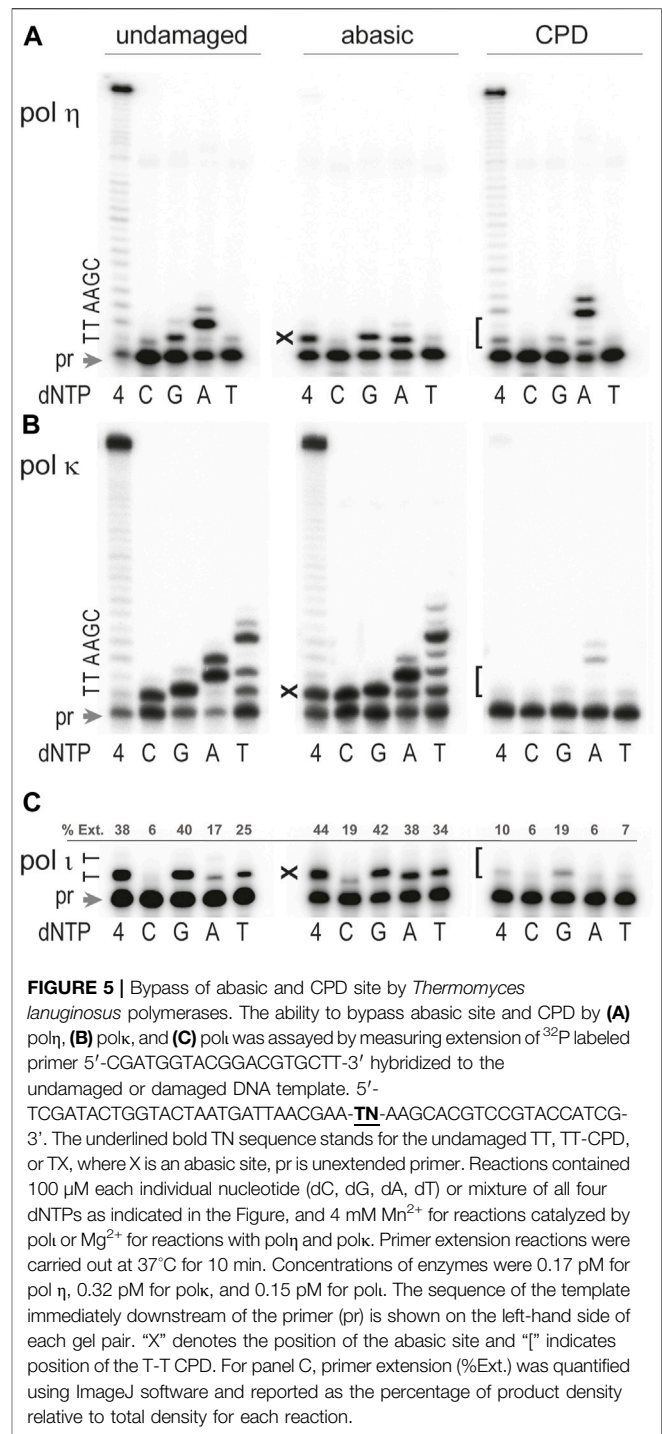 A
undamaged abasic CPD
pol η
TT AAGC
X
[
pr
dNTP 4 C G A T 4 C G A T 4 C G A T
B
pol κ
TT AAGC
X
[
pr
dNTP 4 C G A T 4 C G A T 4 C G A T
C
% Ext. 38 6 40 17 25 44 19 42 38 34 10 6 19 6 7
pol ι
T T
X
[
pr
dNTP 4 C G A T 4 C G A T 4 C G A T
FIGURE 5 | Bypass of abasic and CPD site by Thermomyces
lanuginosus polymerases. The ability to bypass abasic site and CPD by (A)
polη, (B) polκ, and (C) polι was assayed by measuring extension of ³²P labeled
primer 5′-CGATGGTACGGACGTGCTT-3′ hybridized to the
undamaged or damaged DNA template. 5′-
TCGATACTGGTACTAATGATTAACGAA-TN-AAGCACGTCCGTACCATCG-
3’. The underlined bold TN sequence stands for the undamaged TT, TT-CPD,
or TX, where X is an abasic site, pr is unextended primer. Reactions contained
100 µM each individual nucleotide (dC, dG, dA, dT) or mixture of all four
dNTPs as indicated in the Figure, and 4 mM Mn²⁺ for reactions catalyzed by
polι or Mg²⁺ for reactions with polη and polκ. Primer extension reactions were
carried out at 37°C for 10 min. Concentrations of enzymes were 0.17 pM for
pol η, 0.32 pM for polκ, and 0.15 pM for polι. The sequence of the template
immediately downstream of the primer (pr) is shown on the left-hand side of
each gel pair. “X” denotes the position of the abasic site and “[” indicates
position of the T-T CPD. For panel C, primer extension (%Ext.) was quantified
using ImageJ software and reported as the percentage of product density
relative to total density for each reaction.